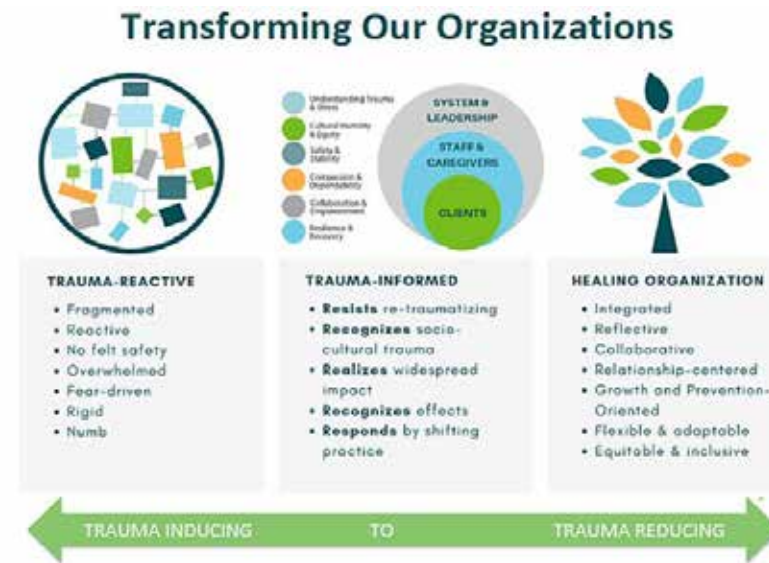 Transforming Our Organizations
Understanding Trauma
& Stress
Cultural Humility
& Equity
Safety &
Stability
Compassion &
Dependability
Collaboration &
Empowerment
Resilience &
Recovery
SYSTEM &
LEADERSHIP
STAFF &
CAREGIVERS
CLIENTS
TRAUMA-REACTIVE
• Fragmented
• Reactive
• No felt safety
• Overwhelmed
• Fear-driven
• Rigid
• Numb
TRAUMA-INFORMED
• Resists re-traumatizing
• Recognizes socio-
cultural trauma
• Realizes widespread
impact
• Recognizes effects
• Responds by shifting
practice
HEALING ORGANIZATION
• Integrated
• Reflective
• Collaborative
• Relationship-centered
• Growth and Prevention-
Oriented
• Flexible & adaptable
• Equitable & inclusive
TRAUMA INDUCING TO TRAUMA REDUCING